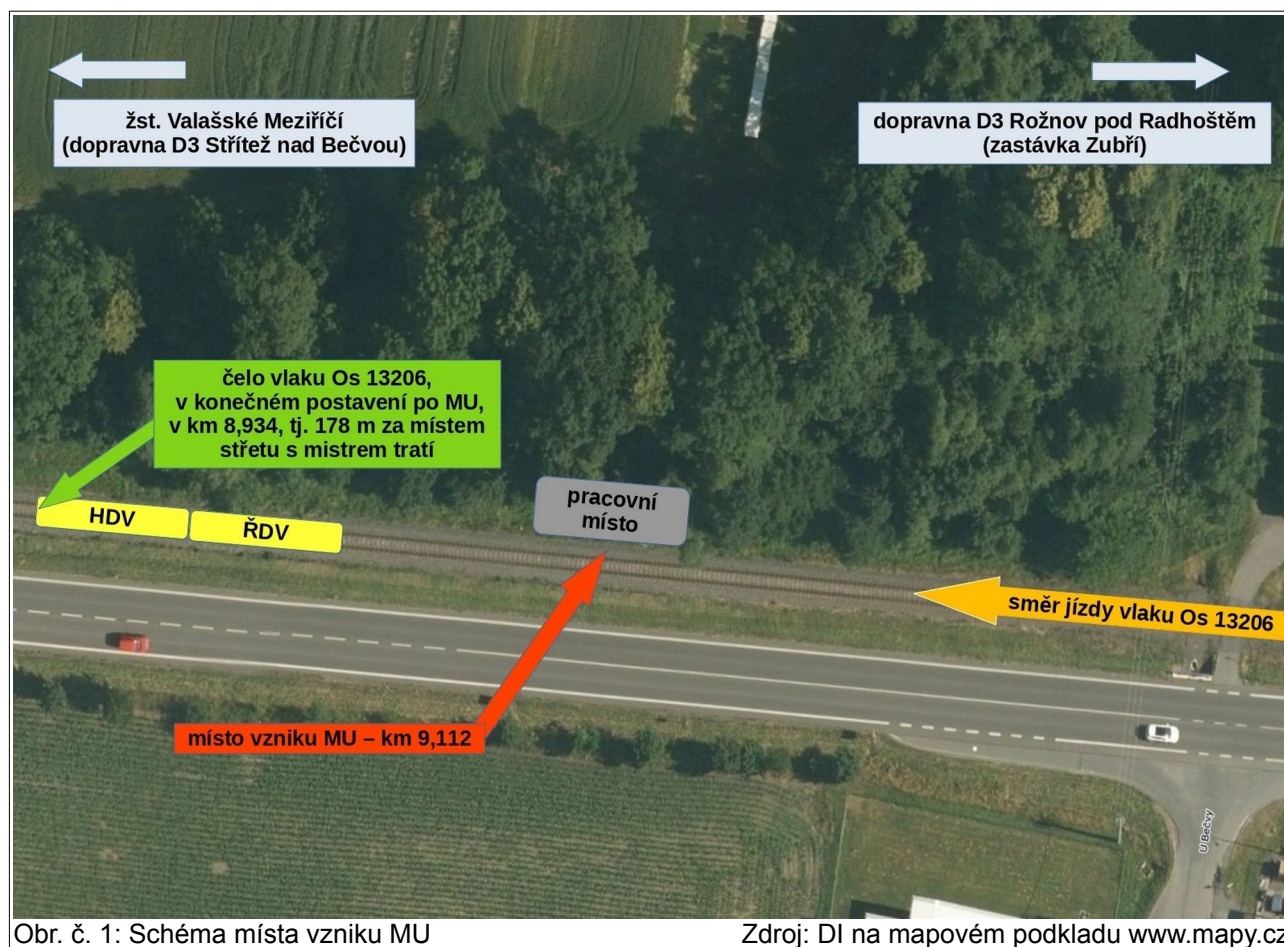 žst. Valašské Meziříčí
(dopravna D3 Střítež nad Bečvou)
dopravna D3 Rožnov pod Radhoštěm
(zastávka Zubří)
čelo vlaku Os 13206,
v konečném postavení po MU,
v km 8,934, tj. 178 m za místem
střetu s mistrem tratí
HDV
ŘDV
pracovní
místo
směr jízdy vlaku Os 13206
místo vzniku MU – km 9,112
U Bečvy
Obr. č. 1: Schéma místa vzniku MU
Zdroj: DI na mapovém podkladu www.mapy.cz